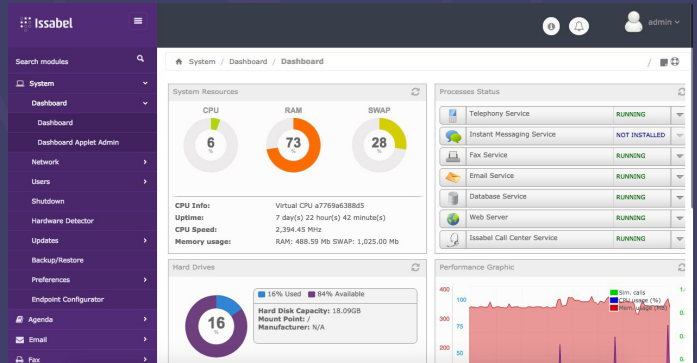 Issabel
admin
Search modules
System
Dashboard
Dashboard
Dashboard Applet Admin
Network
Users
Shutdown
Hardware Detector
Updates
Backup/Restore
Preferences
Endpoint Configurator
Agenda
Email
Fax
System / Dashboard / Dashboard /
System Resources
CPU RAM SWAP
6 % 73 % 28 %
CPU Info: Virtual CPU a7769a6388d5
Uptime: 7 day(s) 22 hour(s) 42 minute(s)
CPU Speed: 2,394.45 MHz
Memory usage: RAM: 488.59 Mb SWAP: 1,025.00 Mb
Processes Status
Telephony Service RUNNING
Instant Messaging Service NOT INSTALLED
Fax Service RUNNING
Email Service RUNNING
Database Service RUNNING
Web Server RUNNING
Issabel Call Center Service RUNNING
Hard Drives
16 %
16% Used 84% Available
Hard Disk Capacity: 18.09GB
Mount Point: /
Manufacturer: N/A
Performance Graphic
400
300
200
100
75
50
Sim. calls
CPU usage (%)
Mem. usage (MB)